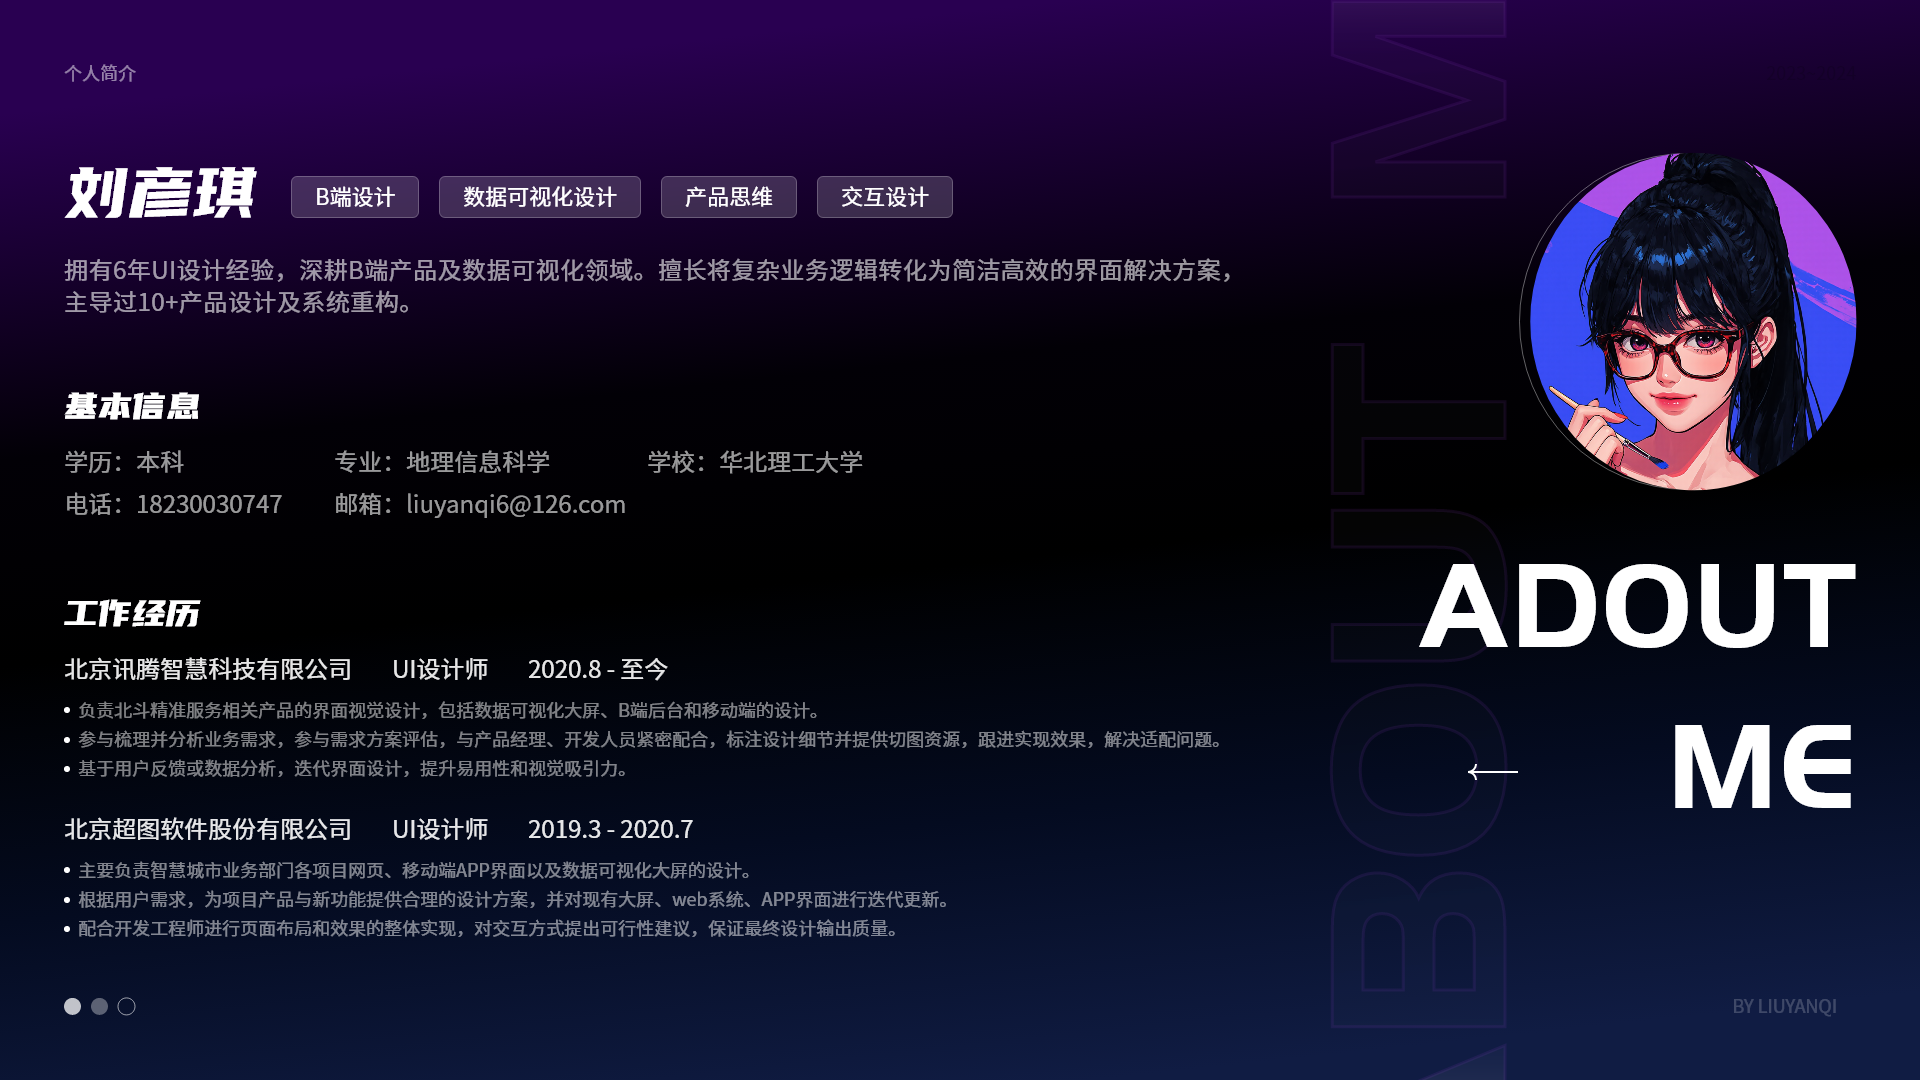 个人简介
刘彦琪
B端设计
数据可视化设计
产品思维
交互设计
拥有6年UI设计经验，深耕B端产品及数据可视化领域。擅长将复杂业务逻辑转化为简洁高效的界面解决方案，
主导过10+产品设计及系统重构。
基本信息
学历：本科
专业：地理信息科学
学校：华北理工大学
电话：18230030747
邮箱：liuyanqi6@126.com
工作经历
北京讯腾智慧科技有限公司 UI设计师 2020.8 - 至今
负责北斗精准服务相关产品的界面视觉设计，包括数据可视化大屏、B端后台和移动端的设计。
参与梳理并分析业务需求，参与需求方案评估，与产品经理、开发人员紧密配合，标注设计细节并提供切图资源，跟进实现效果，解决适配问题。
基于用户反馈或数据分析，迭代界面设计，提升易用性和视觉吸引力。
北京超图软件股份有限公司 UI设计师 2019.3 - 2020.7
主要负责智慧城市业务部门各项目网页、移动端APP界面以及数据可视化大屏的设计。
根据用户需求，为项目产品与新功能提供合理的设计方案，并对现有大屏、web系统、APP界面进行迭代更新。
配合开发工程师进行页面布局和效果的整体实现，对交互方式提出可行性建议，保证最终设计输出质量。
ABOUT M
ADOUT
ME
BY LIUYANQI